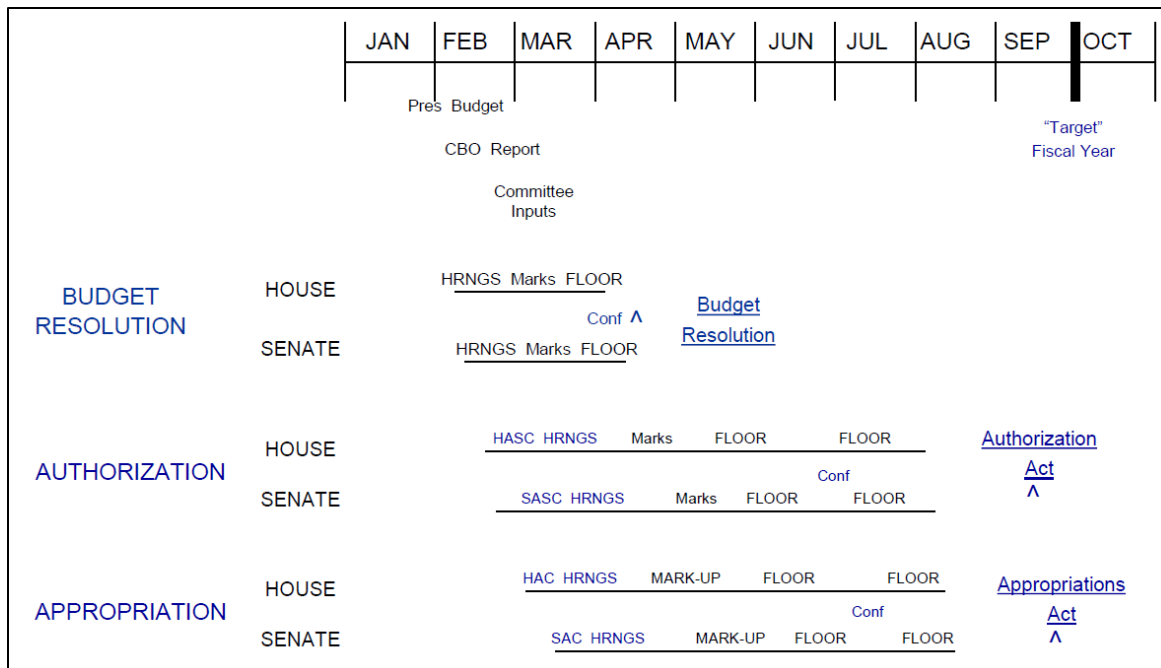 JAN FEB MAR APR MAY JUN JUL AUG SEP OCT
Pres Budget
"Target"
Fiscal Year
CBO Report
Committee
Inputs
BUDGET
RESOLUTION
HOUSE
HRNGS Marks FLOOR
Conf ^
Budget
Resolution
SENATE
HRNGS Marks FLOOR
AUTHORIZATION
HOUSE
HASC HRNGS Marks FLOOR FLOOR
Conf
Authorization
Act
^
SENATE
SASC HRNGS Marks FLOOR FLOOR
APPROPRIATION
HOUSE
HAC HRNGS MARK-UP FLOOR FLOOR
Conf
Appropriations
Act
^
SENATE
SAC HRNGS MARK-UP FLOOR FLOOR